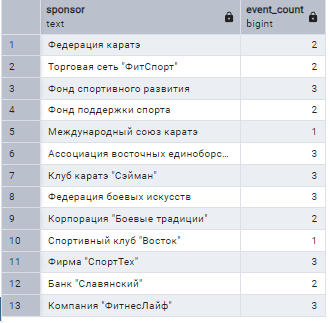 sponsor event_count
text bigint
1 Федерация каратэ 2
2 Торговая сеть "ФитСпорт" 2
3 Фонд спортивного развития 3
4 Фонд поддержки спорта 2
5 Международный союз каратэ 1
6 Ассоциация восточных единоборс... 3
7 Клуб каратэ "Сэйман" 3
8 Федерация боевых искусств 3
9 Корпорация "Боевые традиции" 2
10 Спортивный клуб "Восток" 1
11 Фирма "СпортТех" 3
12 Банк "Славянский" 2
13 Компания "ФитнесЛайф" 3